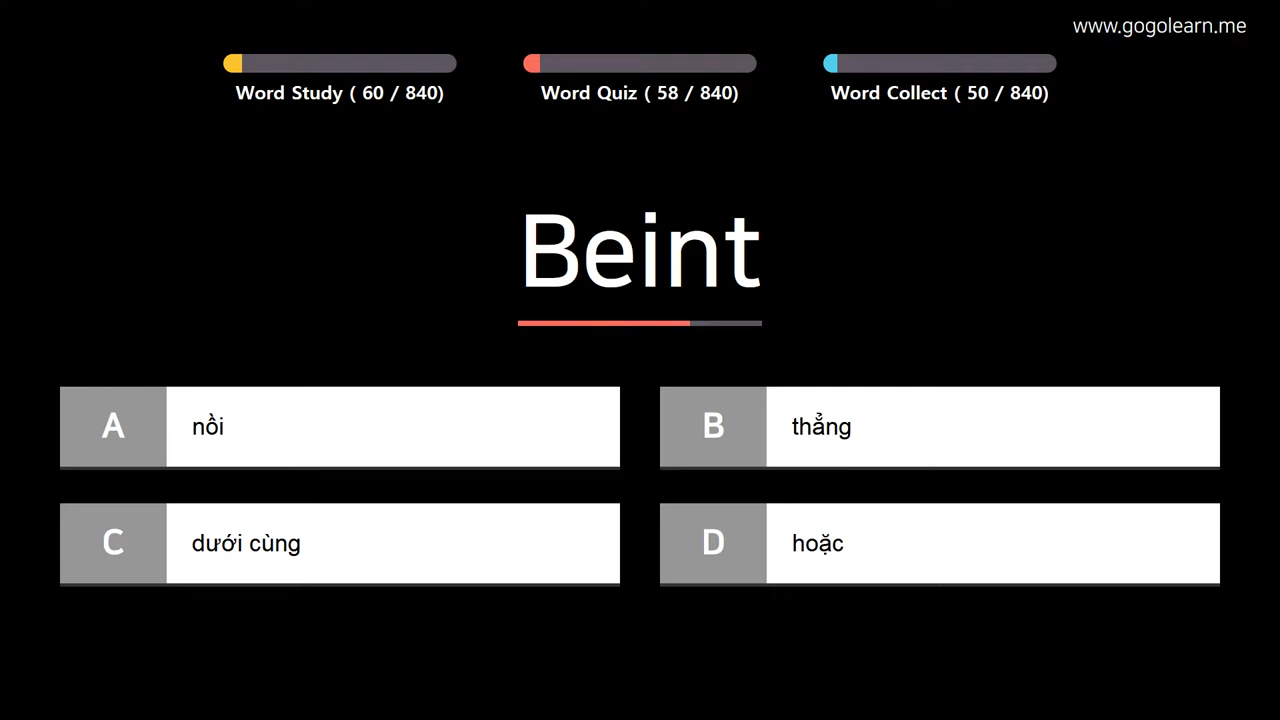 www.gogolearn.me
Word Study ( 60 / 840)
Word Quiz ( 58 / 840)
Word Collect ( 50 / 840)
Beint
A nồi
B thẳng
C dưới cùng
D hoặc